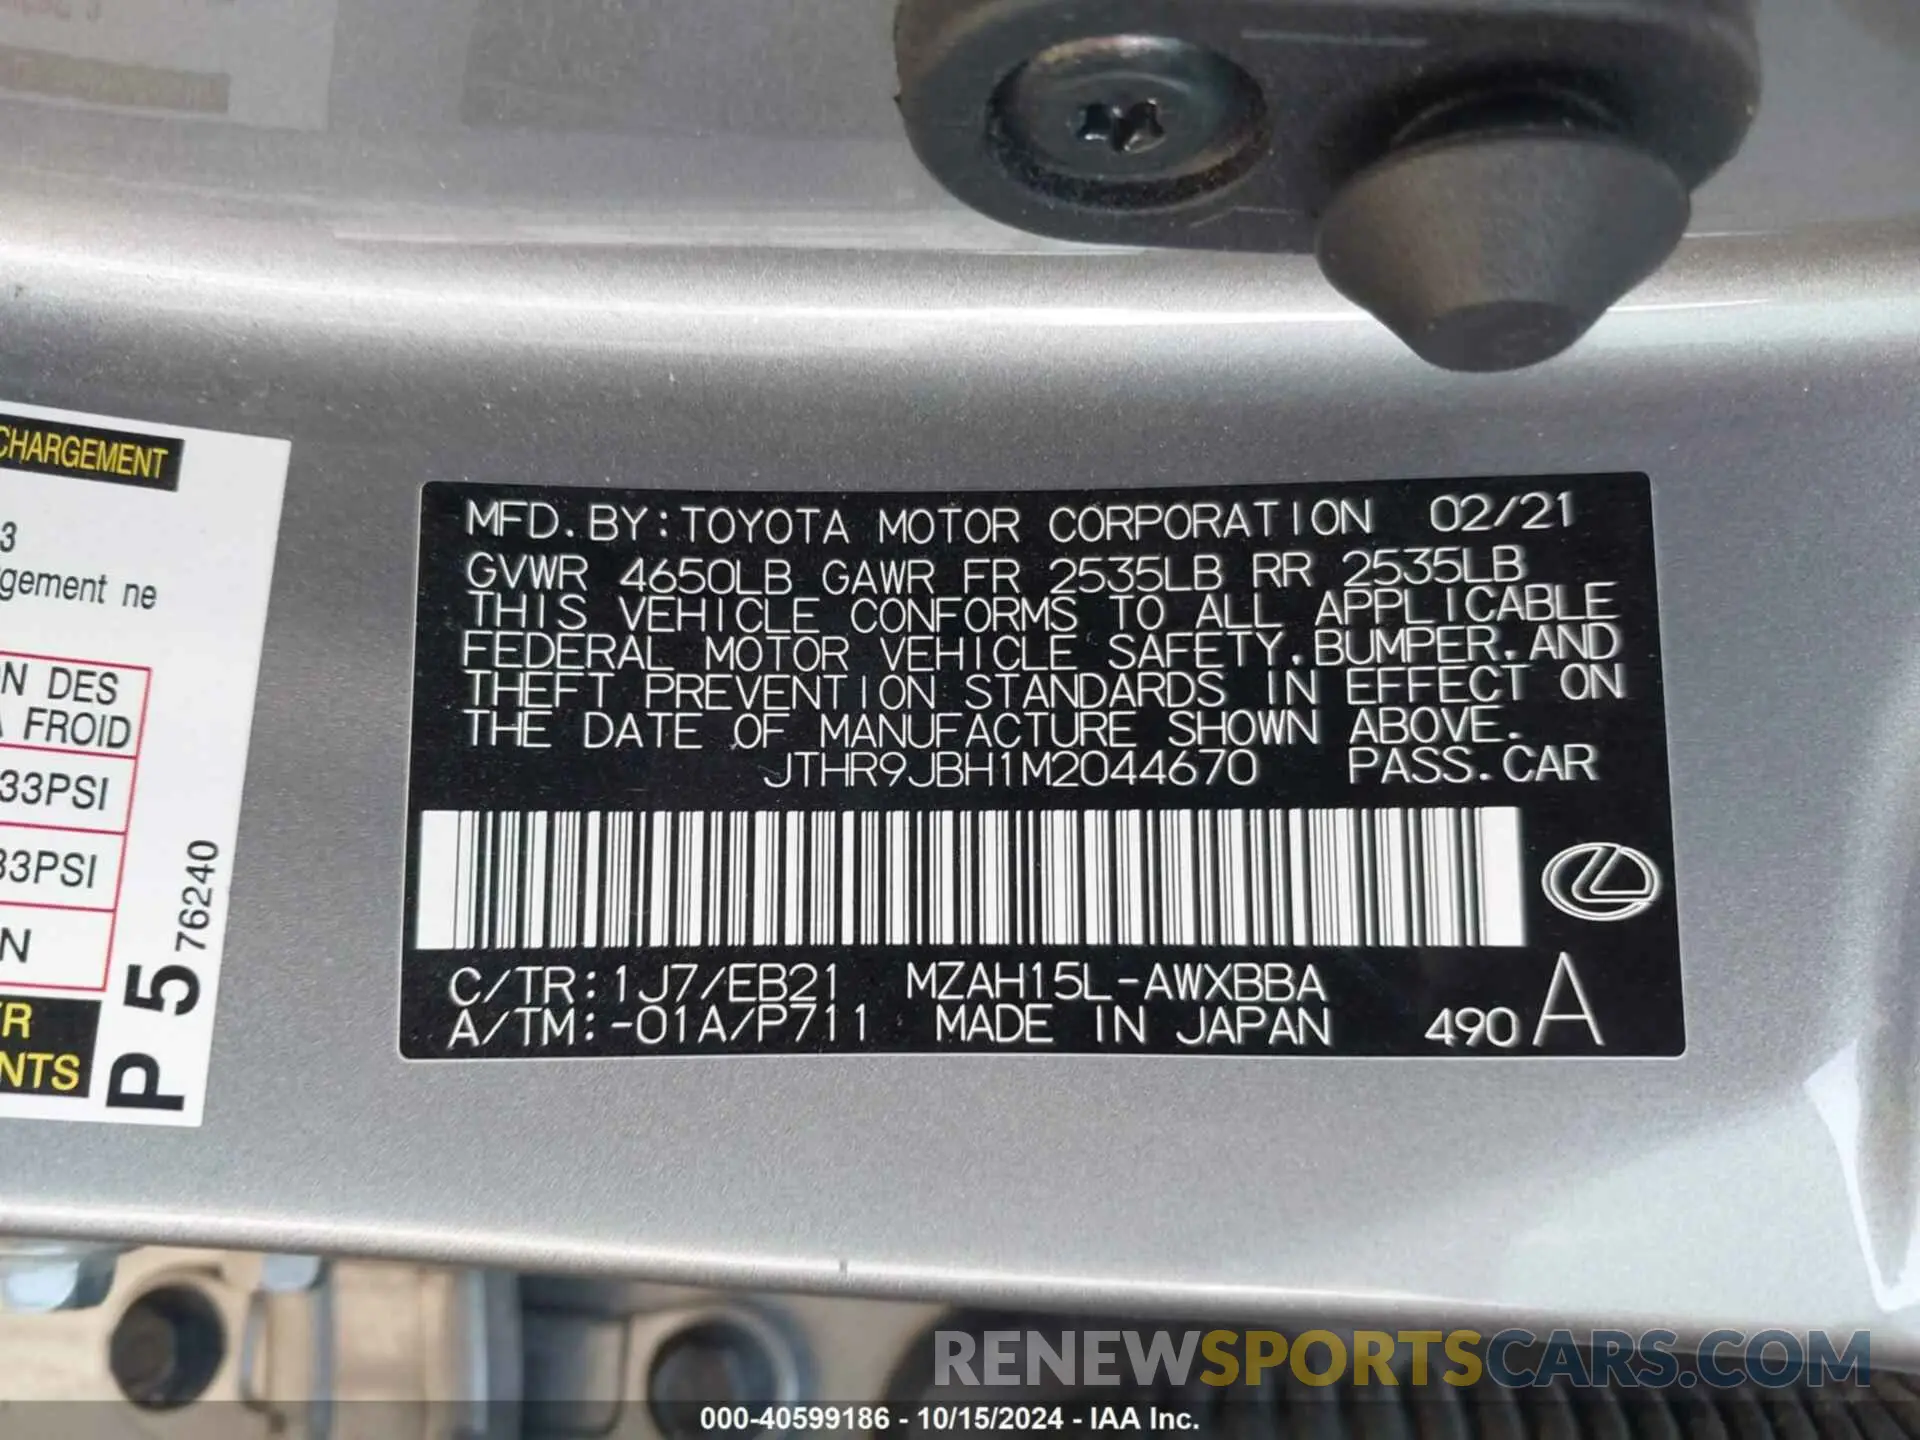 CHARGEMENT
3
rgement ne
N DES
A FROID
33PSI
33PSI
N
/R
NTS
P 5 76240
MFD. BY: TOYOTA MOTOR CORPORATION 02/21
GVWR 4650LB GAWR FR 2535LB RR 2535LB
THIS VEHICLE CONFORMS TO ALL APPLICABLE
FEDERAL MOTOR VEHICLE SAFETY, BUMPER, AND
THEFT PREVENTION STANDARDS IN EFFECT ON
THE DATE OF MANUFACTURE SHOWN ABOVE.
JTHR9JBH1M2044670 PASS. CAR
C/TR: 1J7/EB21 MZAH15L-AWXBBA
A/TM: -01A/P711 MADE IN JAPAN 490 A
RENEWSPORTSCARS.COM
000-40599186 - 10/15/2024 - IAA Inc.